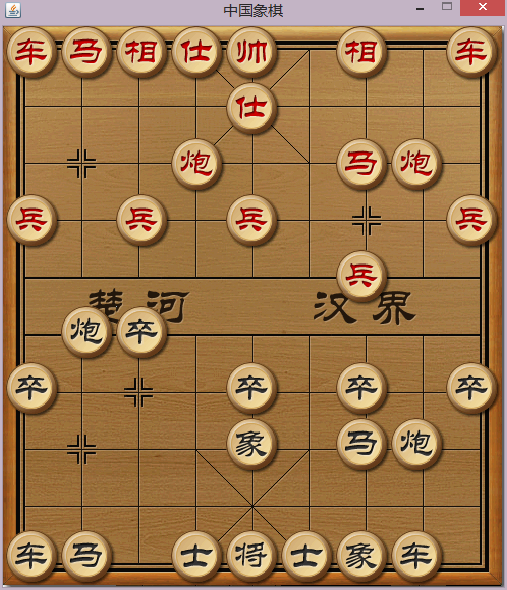 中国象棋
车马相仕帅相车
仕
炮马炮
兵兵兵兵
兵
楚河 汉界
炮卒
卒卒卒卒
象马炮
车马士将士象车